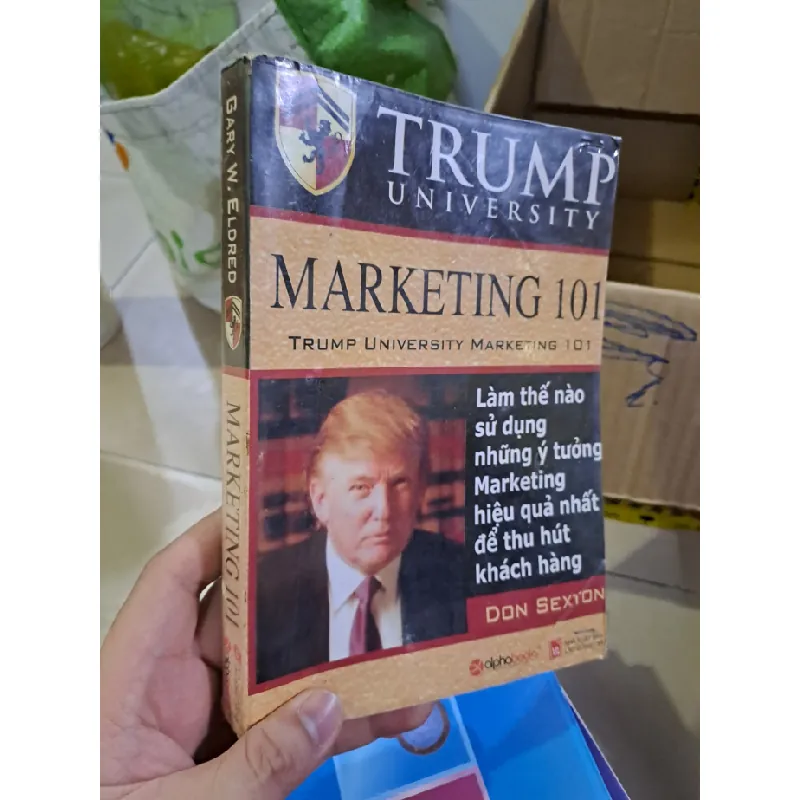 TRUMP
UNIVERSITY
MARKETING 101
TRUMP UNIVERSITY MARKETING 101
Làm thế nào
sử dụng
những ý tưởng
Marketing
hiệu quả nhất
để thu hút
khách hàng
DON SEXTON
alphabooks
GARY W. ELDRED
MARKETING 101